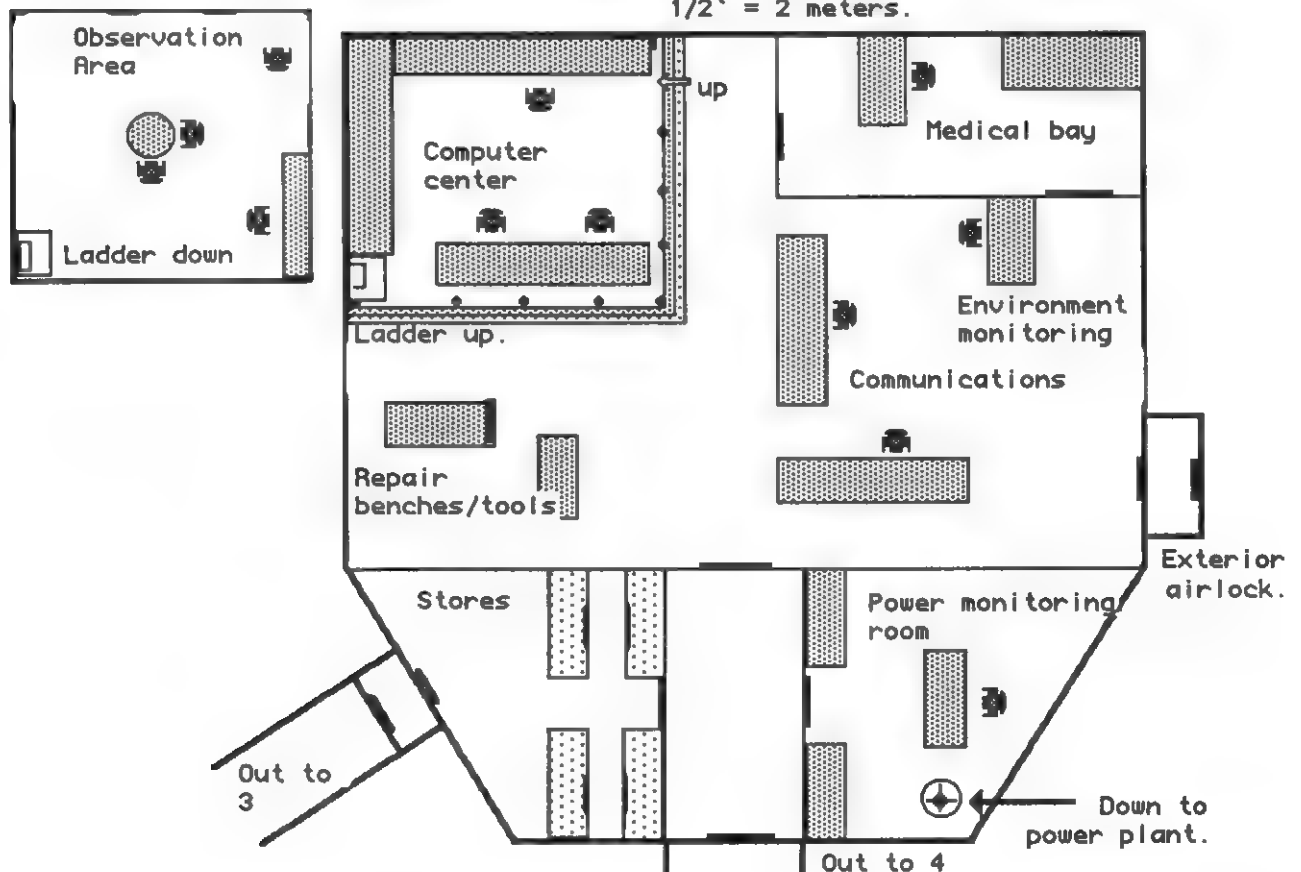 1/2" = 2 meters.
Observation
Area
Ladder down
up
Computer
center
Ladder up.
Medical bay
Environment
monitoring
Communications
Repair
benches/tools
Exterior
airlock.
Stores
Power monitoring
room
Out to
3
Down to
power plant.
Out to 4